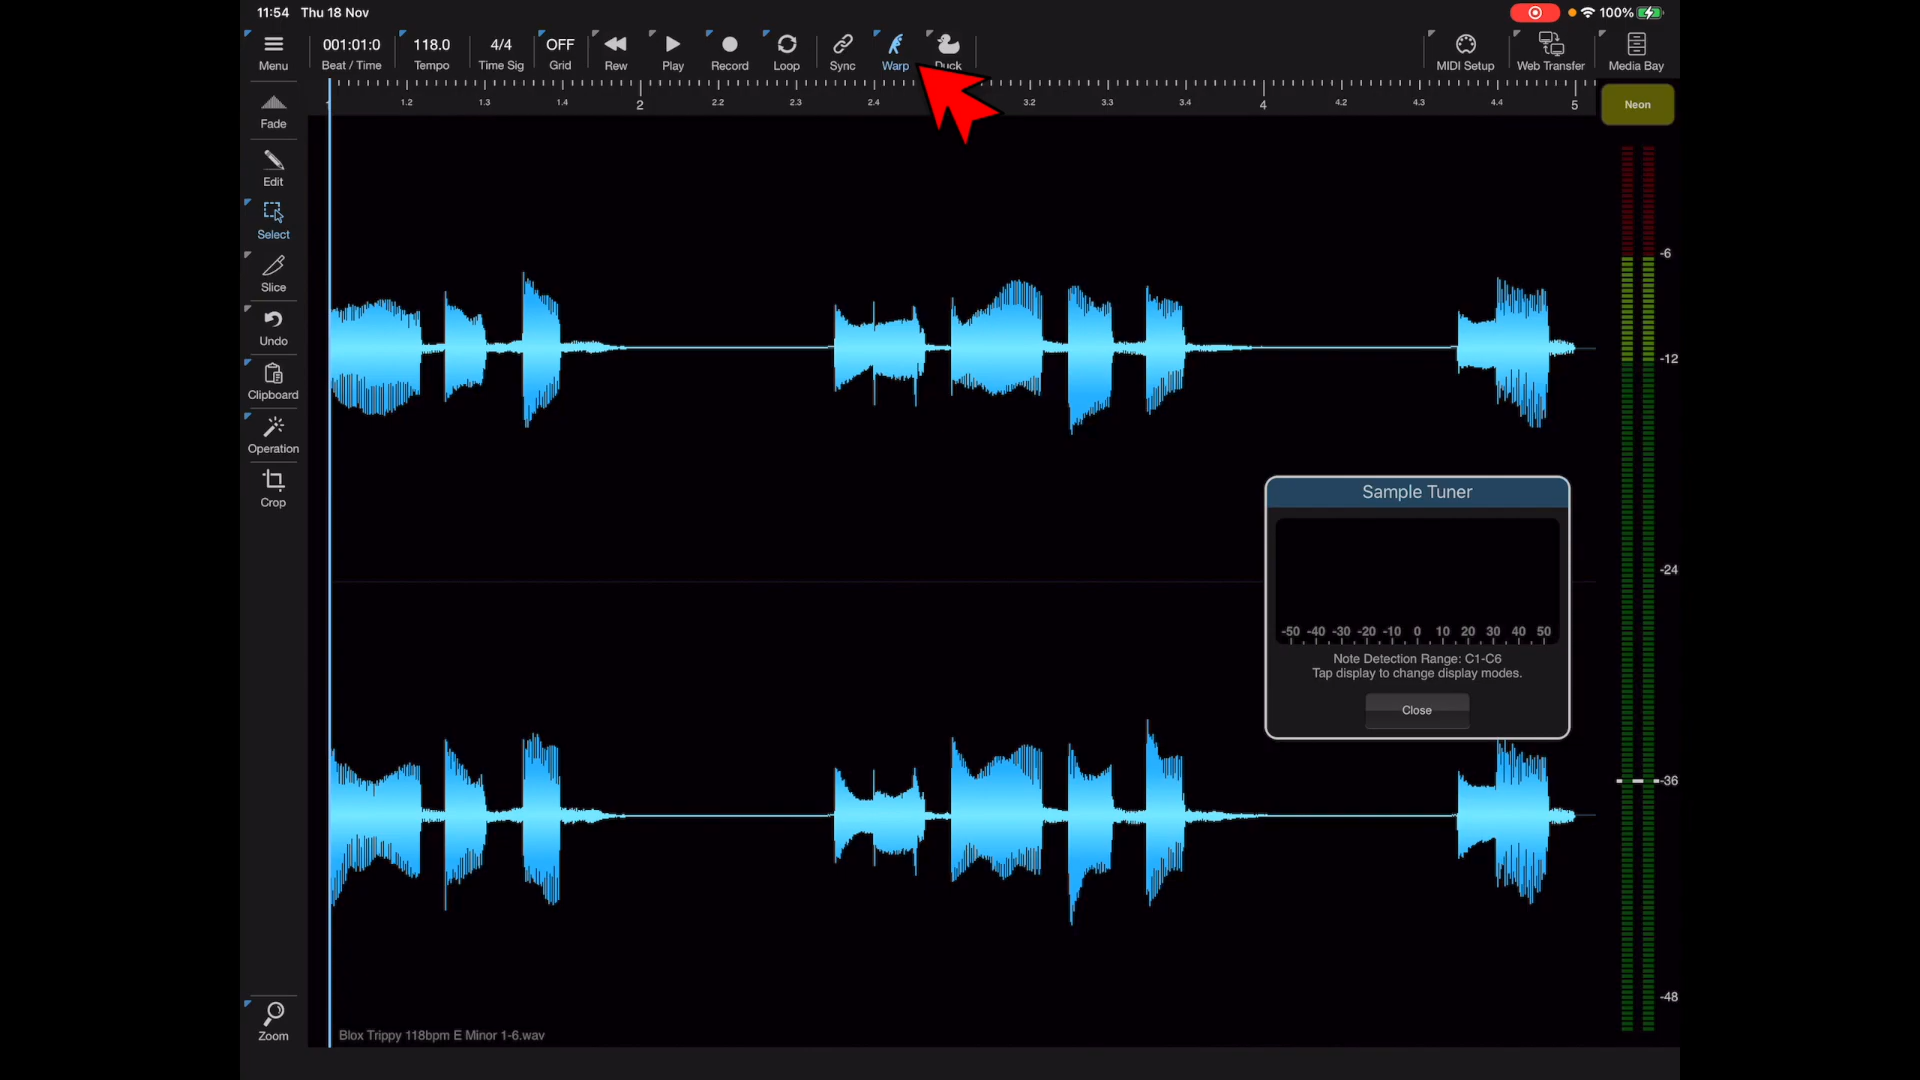 11:54 Thu 18 Nov
100%
Menu
001:01:0
Beat / Time
118.0
Tempo
4/4
Time Sig
OFF
Grid
Rew
Play
Record
Loop
Sync
Warp
Duck
MIDI Setup
Web Transfer
Media Bay
1.2 1.3 1.4 2 2.2 2.3 2.4 3.2 3.3 3.4 4 4.2 4.3 4.4 5
Neon
Fade
Edit
Select
Slice
Undo
Clipboard
Operation
Crop
Zoom
-6
-12
-24
-36
-48
Sample Tuner
-50 -40 -30 -20 -10 0 10 20 30 40 50
Note Detection Range: C1-C6
Tap display to change display modes.
Close
Blox Trippy 118bpm E Minor 1-6.wav